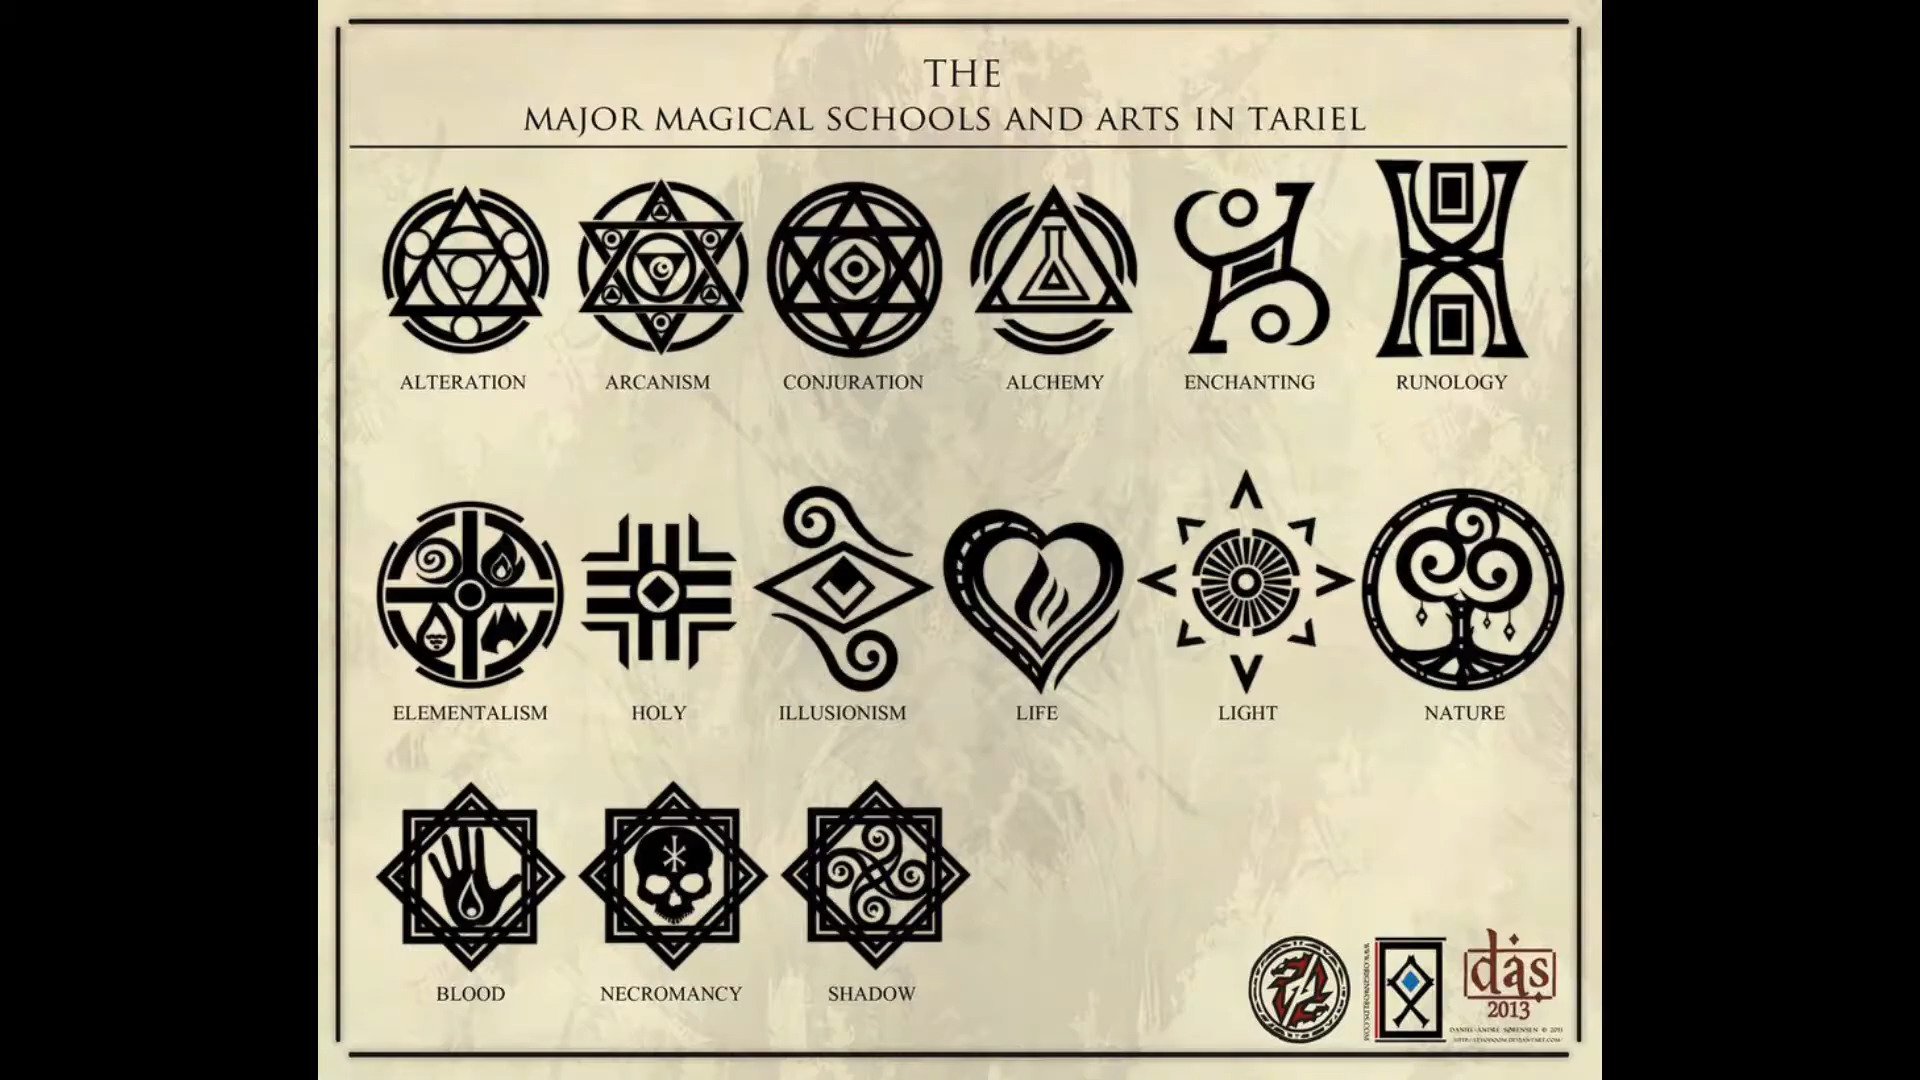 THE
MAJOR MAGICAL SCHOOLS AND ARTS IN TARIEL
ALTERATION
ARCANISM
CONJURATION
ALCHEMY
ENCHANTING
RUNOLOGY
ELEMENTALISM
HOLY
ILLUSIONISM
LIFE
LIGHT
NATURE
BLOOD
NECROMANCY
SHADOW
das
2013